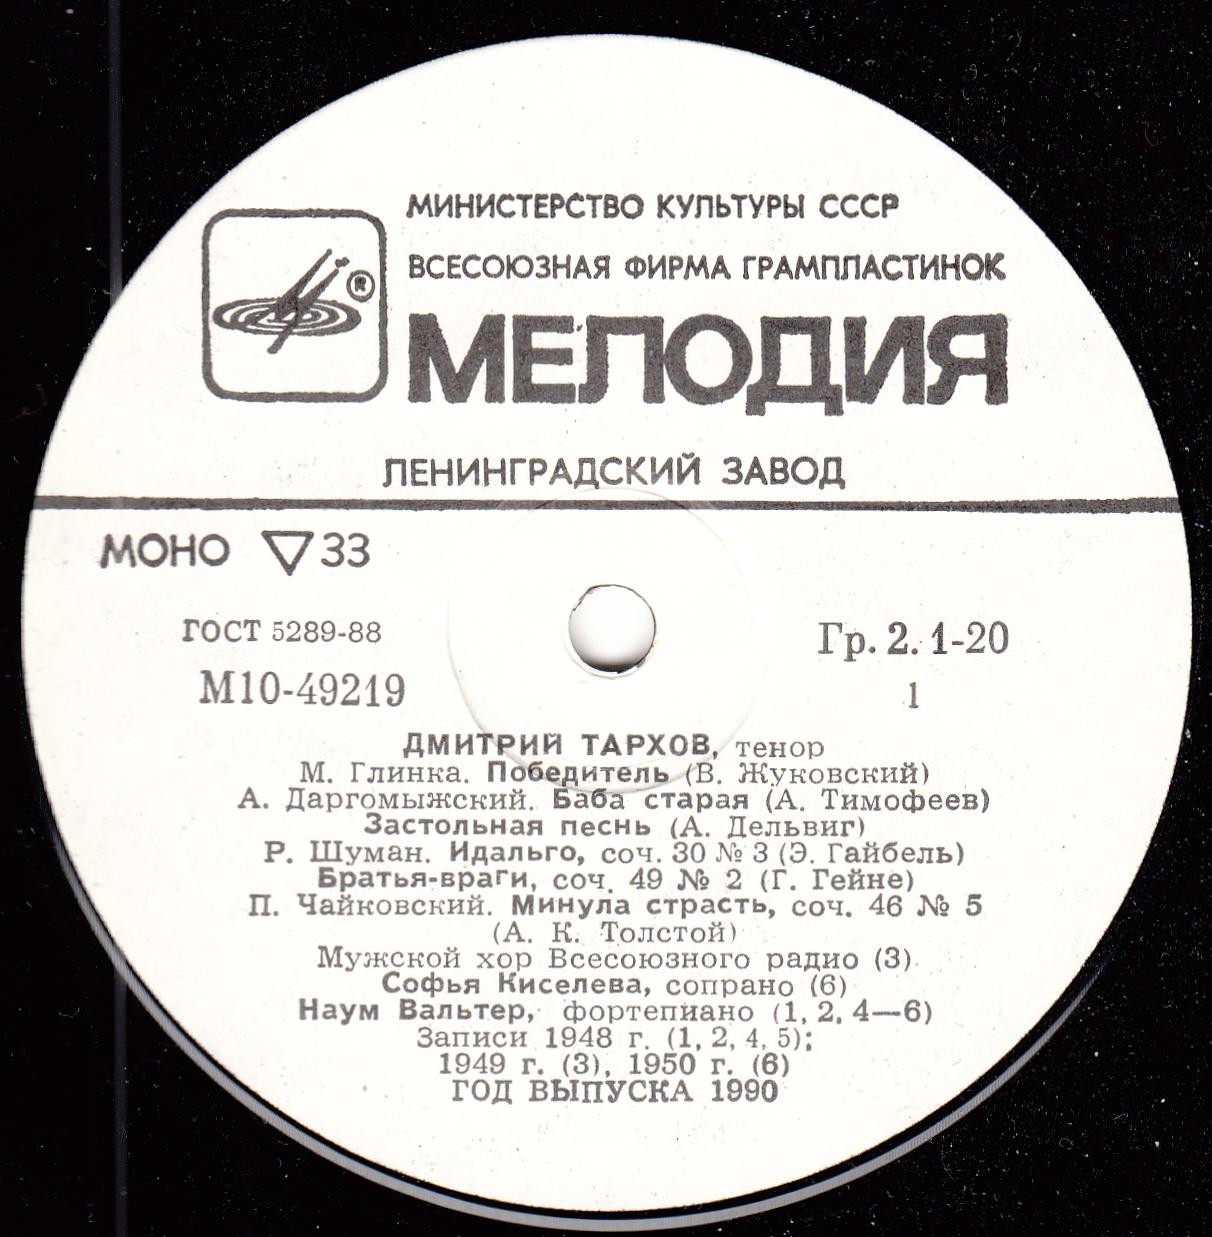 МИНИСТЕРСТВО КУЛЬТУРЫ СССР
ВСЕСОЮЗНАЯ ФИРМА ГРАМПЛАСТИНОК
®
МЕЛОДИЯ
ЛЕНИНГРАДСКИЙ ЗАВОД
МОНО ▽33
ГОСТ 5289-88
Гр. 2. 1-20
М10-49219
1
ДМИТРИЙ ТАРХОВ, тенор
М. Глинка. Победитель (В. Жуковский)
А. Даргомыжский. Баба старая (А. Тимофеев)
Застольная песнь (А. Дельвиг)
Р. Шуман. Идальго, соч. 30 № 3 (Э. Гайбель)
Братья-враги, соч. 49 № 2 (Г. Гейне)
П. Чайковский. Минула страсть, соч. 46 № 5
(А. К. Толстой)
Мужской хор Всесоюзного радио (3)
Софья Киселева, сопрано (6)
Наум Вальтер, фортепиано (1, 2, 4—6)
Записи 1948 г. (1, 2, 4, 5);
1949 г. (3), 1950 г. (6)
ГОД ВЫПУСКА 1990